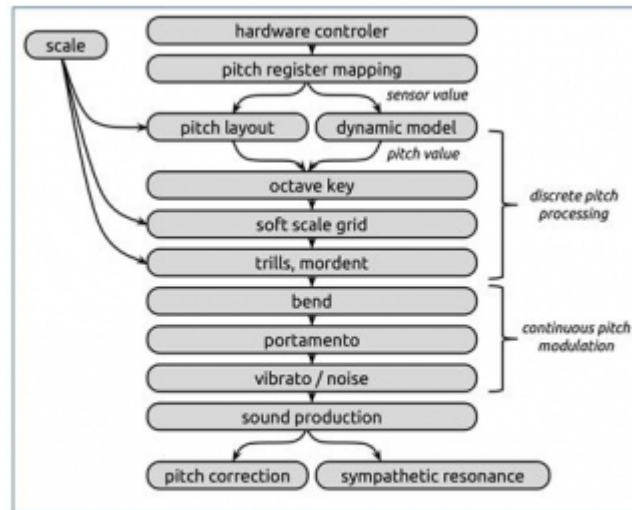 hardware controler
scale
pitch register mapping
sensor value
pitch layout
dynamic model
pitch value
octave key
discrete pitch
processing
soft scale grid
trills, mordent
bend
continuous pitch
modulation
portamento
vibrato / noise
sound production
pitch correction
sympathetic resonance